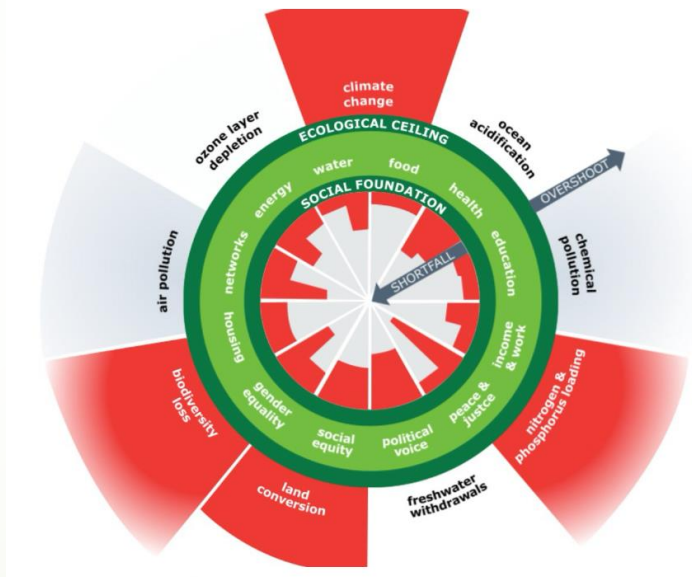 climate
change
ozone layer
depletion
ocean
acidification
ECOLOGICAL CEILING
OVERSHOOT
water
food
energy
health
SOCIAL FOUNDATION
networks
education
SHORTFALL
air pollution
chemical
pollution
housing
income
& work
gender
equality
peace &
justce
social
equity
political
voice
biodiversity
loss
nitrogen &
phosphorus loading
land
conversion
freshwater
withdrawals